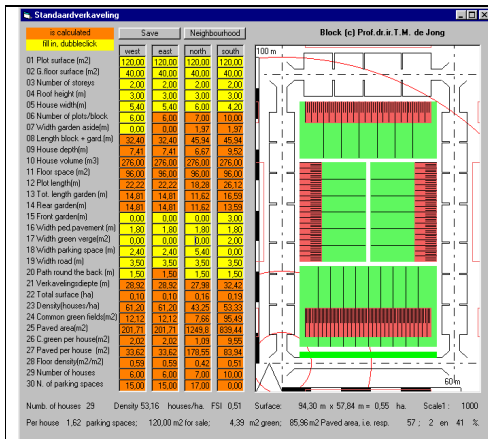 Standaardverkaveling
is calculated Save Neighbourhood Block (c) Prof.dr.ir.T.M. de Jong
fill in, dubbleclick
west east north south
01 Plot surface (m2) 120,00 120,00 120,00 120,00
02 G.floor surface (m2) 40,00 40,00 40,00 40,00
03 Number of storeys 2,00 2,00 2,00 2,00
04 Roof height (m) 3,00 3,00 3,00 3,00
05 House width(m) 5,40 5,40 6,00 4,20
06 Number of plots/block 6,00 6,00 7,00 10,00
07 Width garden aside(m) 0,00 0,00 1,97 1,97
08 Length block + gard.(m) 32,40 32,40 45,94 45,94
09 House depth(m) 7,41 7,41 6,67 9,52
10 House volume (m3) 276,00 276,00 276,00 276,00
11 Floor space(m2) 96,00 96,00 96,00 96,00
12 Plot length(m) 22,22 22,22 18,28 26,12
13 Tot. length garden (m) 14,81 14,81 11,62 16,59
14 Rear garden(m) 14,81 14,81 11,62 13,59
15 Front garden(m) 0,00 0,00 0,00 3,00
16 Width ped.pavement (m) 1,80 1,80 1,80 1,80
17 Width green verge(m2) 0,00 0,00 0,00 2,00
18 Width parking space (m) 2,40 2,40 5,40 0,00
19 Width road (m) 3,50 3,50 3,50 3,50
20 Path round the back (m) 1,50 1,50 1,50 1,50
21 Verkavelingsdiepte (m) 28,92 28,92 27,98 32,42
22 Total surface (ha) 0,10 0,10 0,16 0,19
23 Density(houses/ha) 61,20 61,20 43,25 53,33
24 Common green fields(m2) 12,12 12,12 7,66 95,49
25 Paved area(m2) 201,71 201,71 1249,8 839,44
26 C.green per house(m2) 2,02 2,02 1,09 9,55
27 Paved per house (m2) 33,62 33,62 178,55 83,94
28 Floor density(m2/m2) 0,59 0,59 0,42 0,51
29 Number of houses 6,00 6,00 7,00 10,00
30 N. of parking spaces 15,00 15,00 17,00 0,00
100 m
60 m
Numb. of houses 29 Density 53,16 houses/ha. FSI 0,51 Surface: 94,30 m x 57,84 m = 0,55 ha. Scale1 : 1000
Per house 1,62 parking spaces; 120,00 m2 for sale; 4,39 m2 green; 85,96 m2 Paved area, i.e. resp. 57 ; 2 en 41 %.